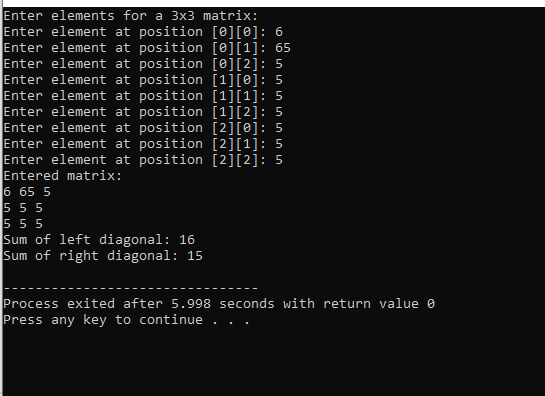 Enter elements for a 3x3 matrix:
Enter element at position [0][0]: 6
Enter element at position [0][1]: 65
Enter element at position [0][2]: 5
Enter element at position [1][0]: 5
Enter element at position [1][1]: 5
Enter element at position [1][2]: 5
Enter element at position [2][0]: 5
Enter element at position [2][1]: 5
Enter element at position [2][2]: 5
Entered matrix:
6 65 5
5 5 5
5 5 5
Sum of left diagonal: 16
Sum of right diagonal: 15
--------------------------------
Process exited after 5.998 seconds with return value 0
Press any key to continue . . .